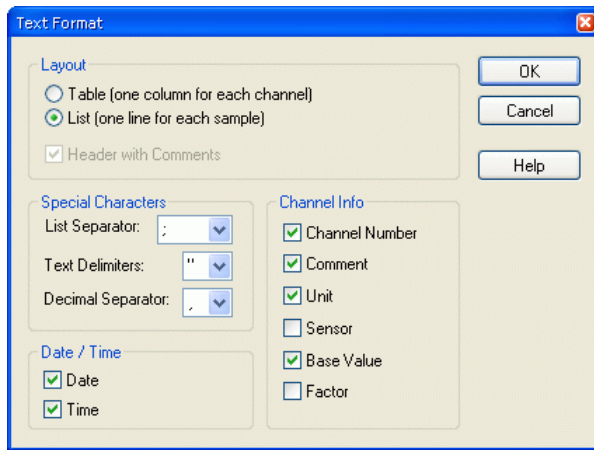 Text Format
Layout
Table (one column for each channel)
List (one line for each sample)
Header with Comments
OK
Cancel
Help
Special Characters
List Separator: ;
Text Delimiters: "
Decimal Separator: ,
Date / Time
Date
Time
Channel Info
Channel Number
Comment
Unit
Sensor
Base Value
Factor